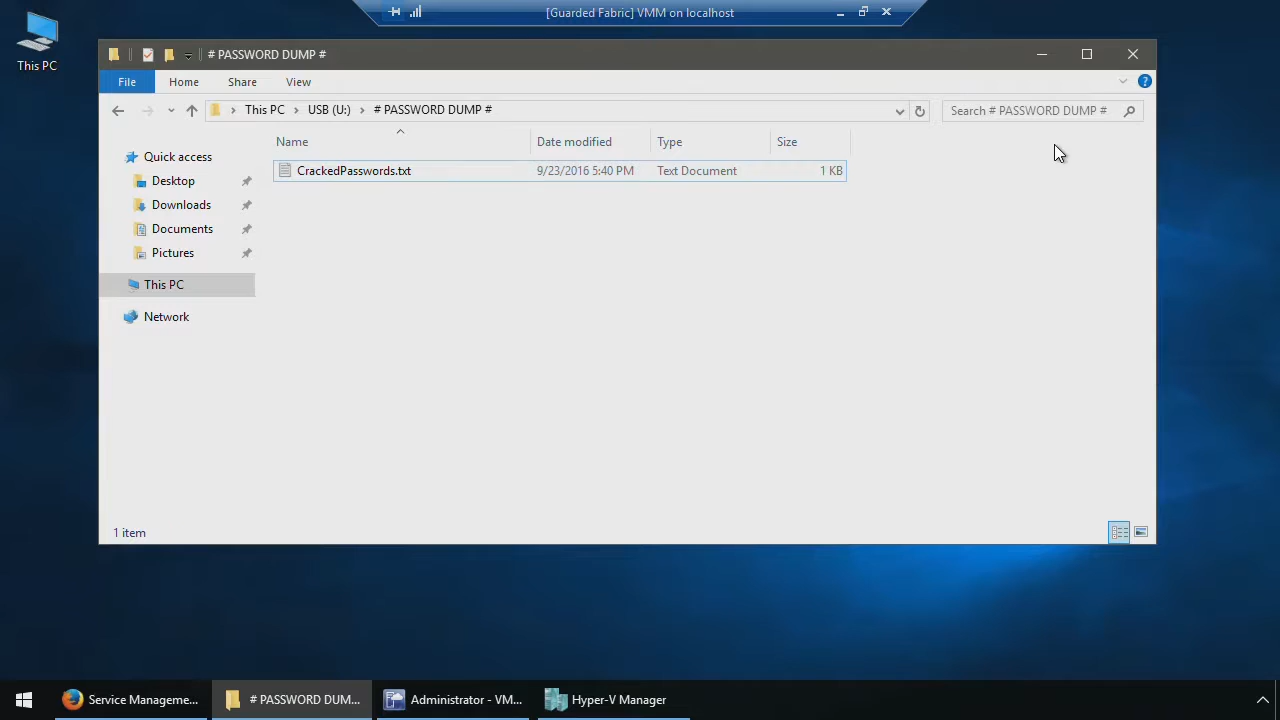 [Guarded Fabric] VMM on localhost
This PC
# PASSWORD DUMP #
File Home Share View
This PC USB (U:) # PASSWORD DUMP # Search # PASSWORD DUMP #
Name Date modified Type Size
Quick access
Desktop
Downloads
Documents
Pictures
This PC
Network
CrackedPasswords.txt 9/23/2016 5:40 PM Text Document 1 KB
1 item
Service Manageme... # PASSWORD DUM... Administrator - VM... Hyper-V Manager